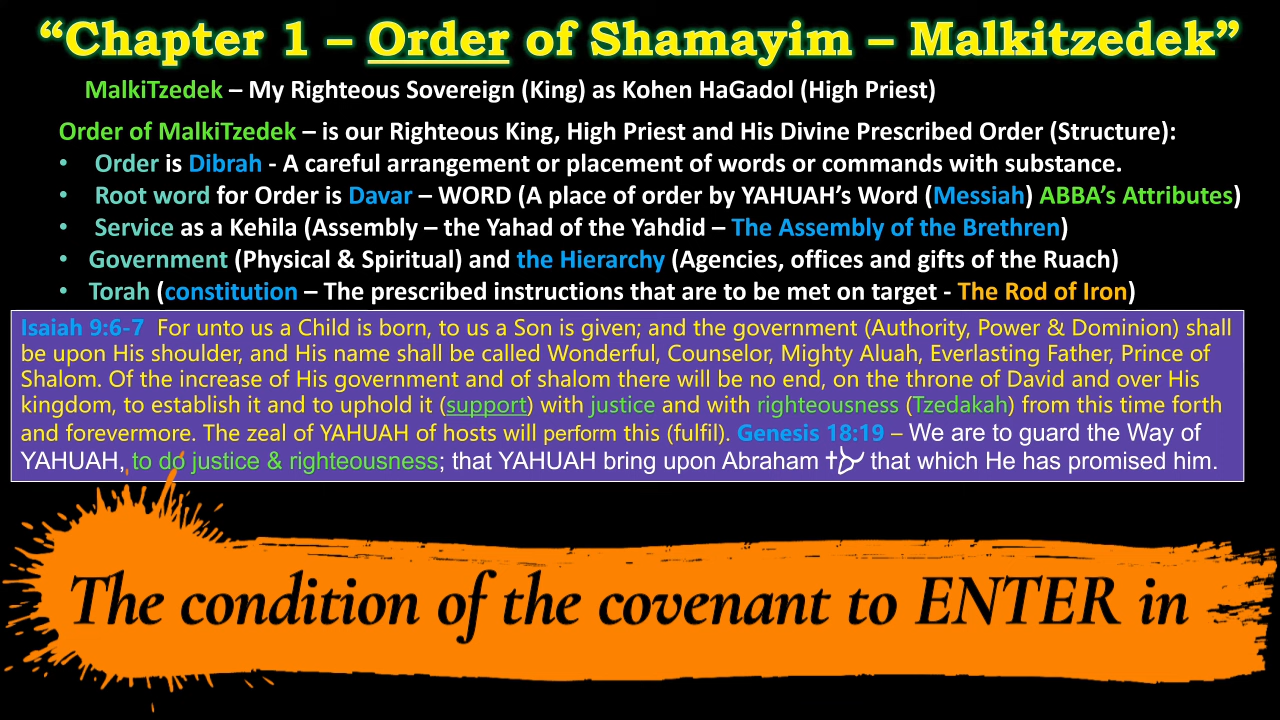 “Chapter 1 – Order of Shamayim – Malkitzedek”
MalkiTzedek – My Righteous Sovereign (King) as Kohen HaGadol (High Priest)
Order of MalkiTzedek – is our Righteous King, High Priest and His Divine Prescribed Order (Structure):
• Order is Dibrah - A careful arrangement or placement of words or commands with substance.
• Root word for Order is Davar – WORD (A place of order by YAHUAH’s Word (Messiah) ABBA’s Attributes)
• Service as a Kehila (Assembly – the Yahad of the Yahdid – The Assembly of the Brethren)
• Government (Physical & Spiritual) and the Hierarchy (Agencies, offices and gifts of the Ruach)
• Torah (constitution – The prescribed instructions that are to be met on target - The Rod of Iron)
Isaiah 9:6-7 For unto us a Child is born, to us a Son is given; and the government (Authority, Power & Dominion) shall
be upon His shoulder, and His name shall be called Wonderful, Counselor, Mighty Aluah, Everlasting Father, Prince of
Shalom. Of the increase of His government and of shalom there will be no end, on the throne of David and over His
kingdom, to establish it and to uphold it (support) with justice and with righteousness (Tzedakah) from this time forth
and forevermore. The zeal of YAHUAH of hosts will perform this (fulfil). Genesis 18:19 – We are to guard the Way of
YAHUAH, to do justice & righteousness; that YAHUAH bring upon Abraham that which He has promised him.
The condition of the covenant to ENTER in